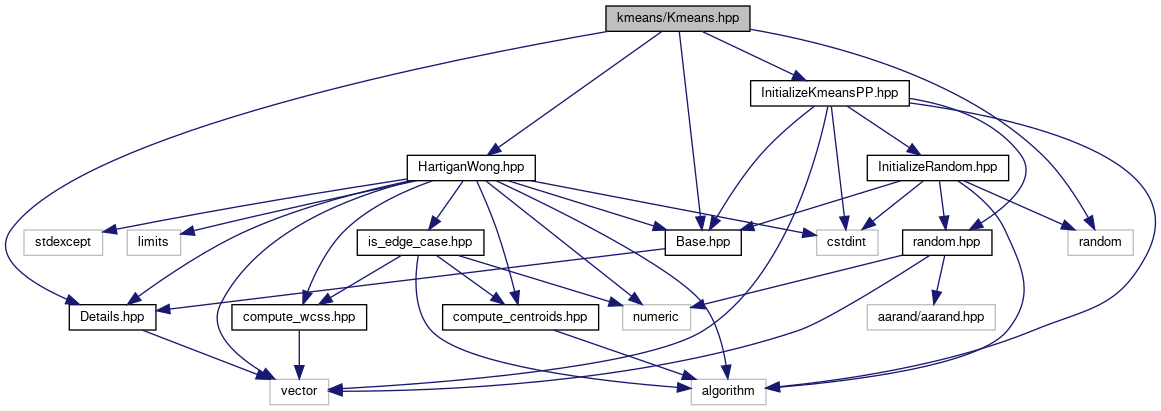 kmeans/Kmeans.hpp
InitializeKmeansPP.hpp
HartiganWong.hpp
InitializeRandom.hpp
stdexcept
limits
is_edge_case.hpp
Base.hpp
cstdint
random.hpp
random
Details.hpp
compute_wcss.hpp
compute_centroids.hpp
numeric
aarand/aarand.hpp
vector
algorithm